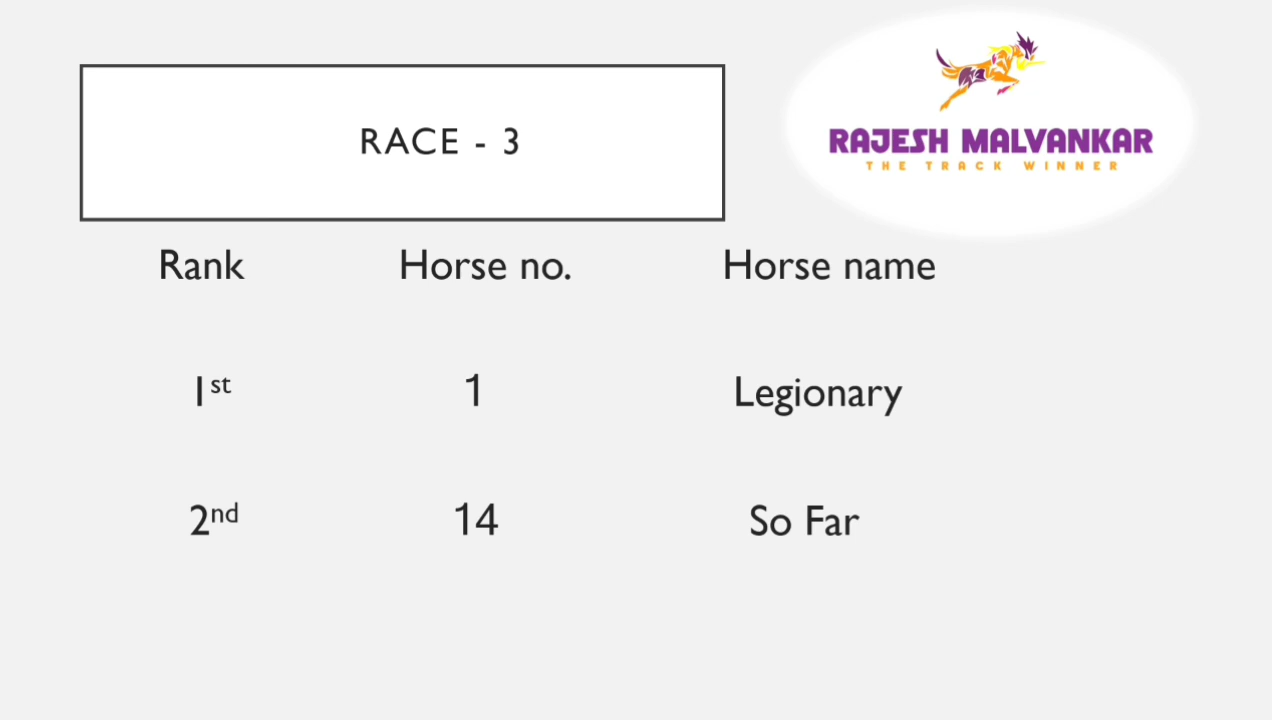 RACE - 3
RAJESH MALVANKAR
THE TRACK WINNER
Rank Horse no. Horse name
1st 1 Legionary
2nd 14 So Far